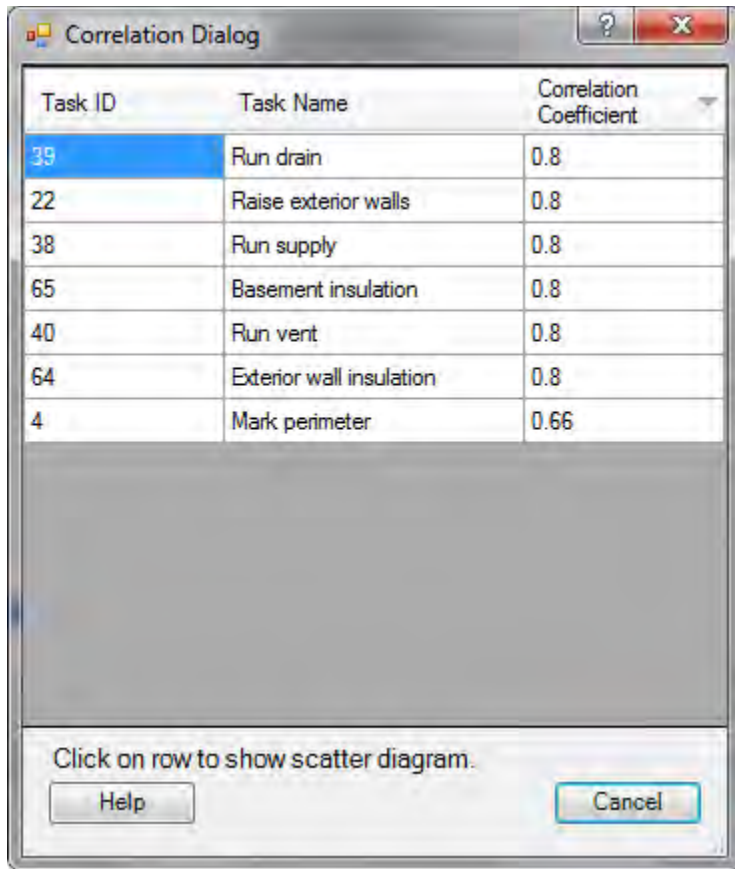 Correlation Dialog
?
X
Task ID Task Name Correlation Coefficient
39 Run drain 0.8
22 Raise exterior walls 0.8
38 Run supply 0.8
65 Basement insulation 0.8
40 Run vent 0.8
64 Exterior wall insulation 0.8
4 Mark perimeter 0.66
Click on row to show scatter diagram.
Help Cancel